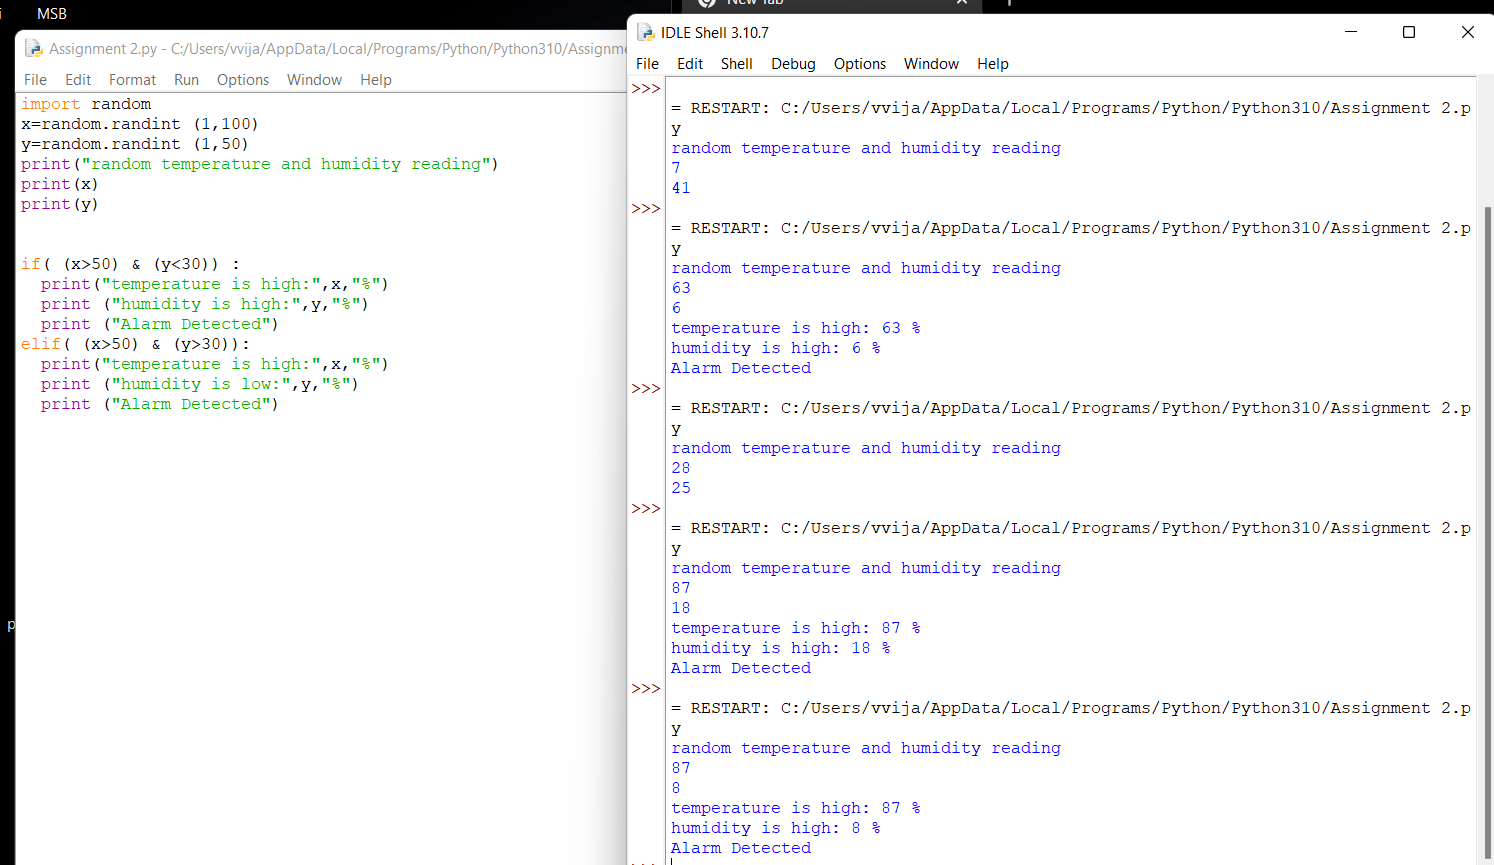 MSB
New Tab
Assignment 2.py - C:/Users/vvija/AppData/Local/Programs/Python/Python310/Assignme
File Edit Format Run Options Window Help
import random
x=random.randint (1,100)
y=random.randint (1,50)
print("random temperature and humidity reading")
print(x)
print(y)
if( (x>50) & (y<30)) :
  print("temperature is high:",x,"%")
  print ("humidity is high:",y,"%")
  print ("Alarm Detected")
elif( (x>50) & (y>30)):
  print("temperature is high:",x,"%")
  print ("humidity is low:",y,"%")
  print ("Alarm Detected")
p
IDLE Shell 3.10.7
File Edit Shell Debug Options Window Help
>>>
= RESTART: C:/Users/vvija/AppData/Local/Programs/Python/Python310/Assignment 2.p
y
random temperature and humidity reading
7
41
>>>
= RESTART: C:/Users/vvija/AppData/Local/Programs/Python/Python310/Assignment 2.p
y
random temperature and humidity reading
63
6
temperature is high: 63 %
humidity is high: 6 %
Alarm Detected
>>>
= RESTART: C:/Users/vvija/AppData/Local/Programs/Python/Python310/Assignment 2.p
y
random temperature and humidity reading
28
25
>>>
= RESTART: C:/Users/vvija/AppData/Local/Programs/Python/Python310/Assignment 2.p
y
random temperature and humidity reading
87
18
temperature is high: 87 %
humidity is high: 18 %
Alarm Detected
>>>
= RESTART: C:/Users/vvija/AppData/Local/Programs/Python/Python310/Assignment 2.p
y
random temperature and humidity reading
87
8
temperature is high: 87 %
humidity is high: 8 %
Alarm Detected
>>>